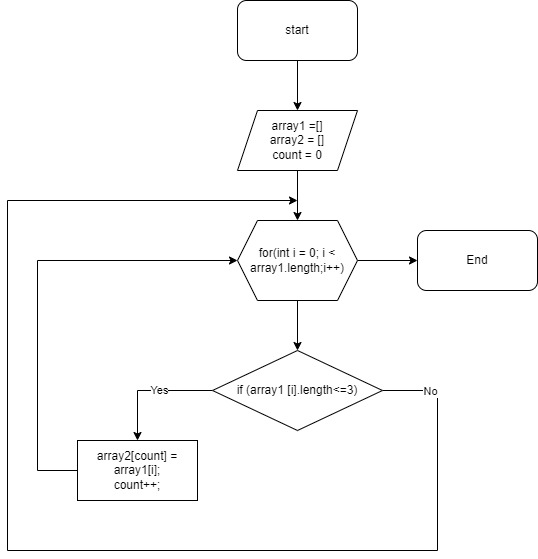 start
array1 =[]
array2 = []
count = 0
for(int i = 0; i <
array1.length;i++)
End
if (array1 [i].length<=3)
Yes
No
array2[count] =
array1[i];
count++;